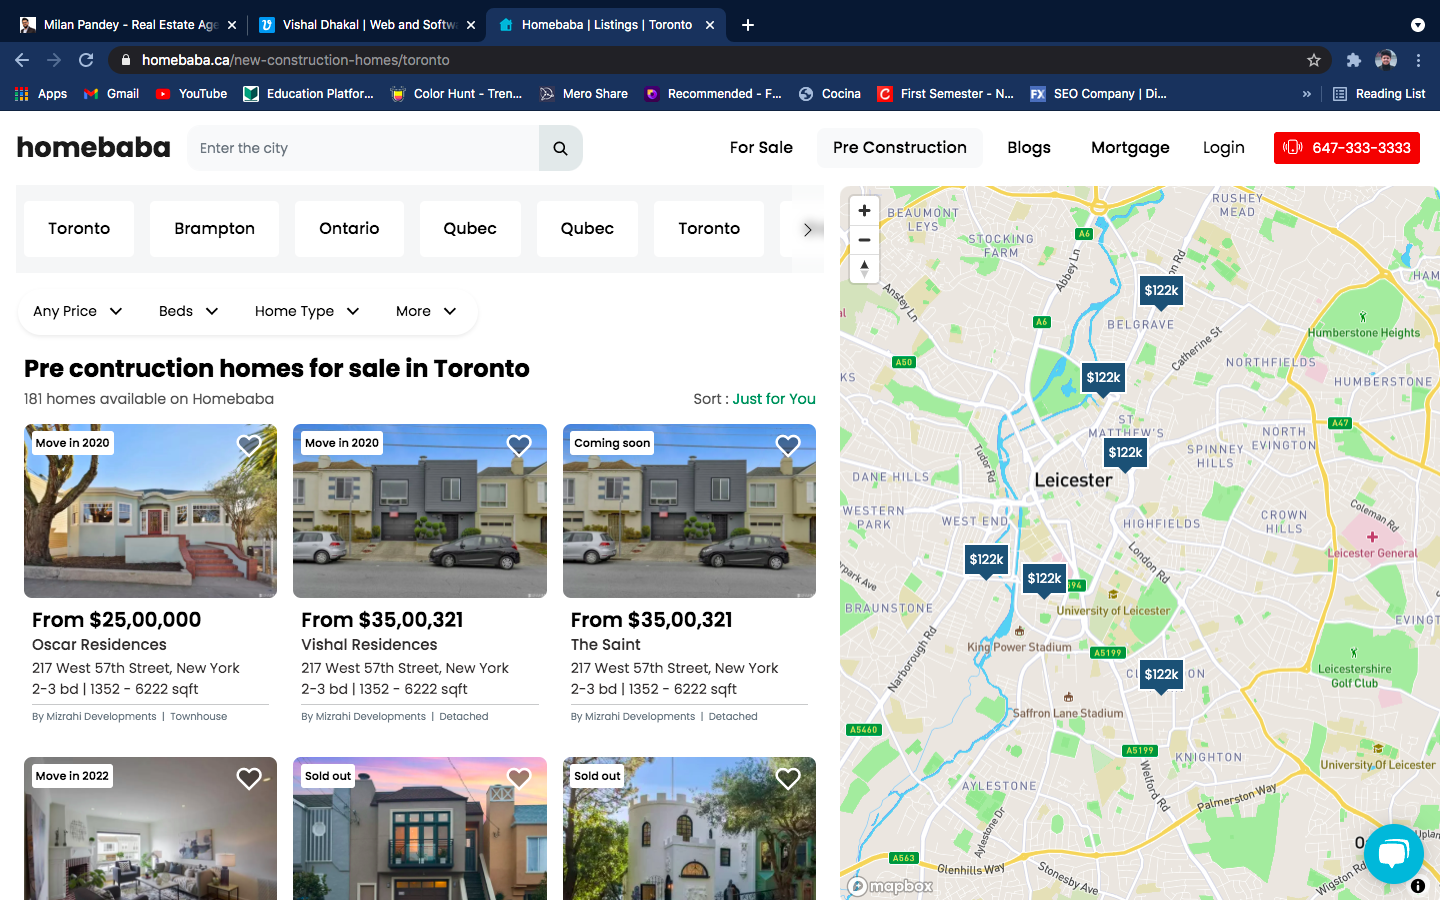 Milan Pandey - Real Estate Age
Vishal Dhakal | Web and Softw
Homebaba | Listings | Toronto
homebaba.ca/new-construction-homes/toronto
Apps
Gmail
YouTube
Education Platfor...
Color Hunt - Tren...
Mero Share
Recommended - F...
Cocina
First Semester - N...
SEO Company | Di...
»
Reading List
homebaba
Enter the city
For Sale
Pre Construction
Blogs
Mortgage
Login
647-333-3333
Toronto
Brampton
Ontario
Qubec
Qubec
Toronto
Any Price
Beds
Home Type
More
Pre contruction homes for sale in Toronto
181 homes available on Homebaba
Sort : Just for You
Move in 2020
From $25,00,000
Oscar Residences
217 West 57th Street, New York
2-3 bd | 1352 - 6222 sqft
By Mizrahi Developments | Townhouse
Move in 2020
From $35,00,321
Vishal Residences
217 West 57th Street, New York
2-3 bd | 1352 - 6222 sqft
By Mizrahi Developments | Detached
Coming soon
From $35,00,321
The Saint
217 West 57th Street, New York
2-3 bd | 1352 - 6222 sqft
By Mizrahi Developments | Detached
Move in 2022
Sold out
Sold out
RUSHEY
MEAD
BEAUMONT
LEYS
STOCKING
FARM
A6
Abbey Ln
HAM
Anstey Ln
$122k
A6
BELGRAVE
Humberstone Heights
Catherine St
A50
NORTHFIELDS
KS
$122k
HUMBERSTONE
ST
MATTHEW'S
A47
NORTH
EVINGTON
SPINNEY
HILLS
$122k
Tudor Rd
DANE HILLS
Leicester
WESTERN
PARK
WEST END
HIGHFIELDS
CROWN
HILLS
Coleman Rd
Leicester General
London Rd
$122k
$122k
594
BRAUNSTONE
University of Leicester
EVINGT
King Power Stadium
A5199
Narborough Rd
$122k
Leicestershire
Golf Club
Saffron Lane Stadium
A5460
A5199
KNIGHTON
University Of Leicester
AYLESTONE
Welford Rd
Palmerston Way
Aylestone Dr
A563
Glenhills Way
Stonesby Ave
Wigston Rd
mapbox